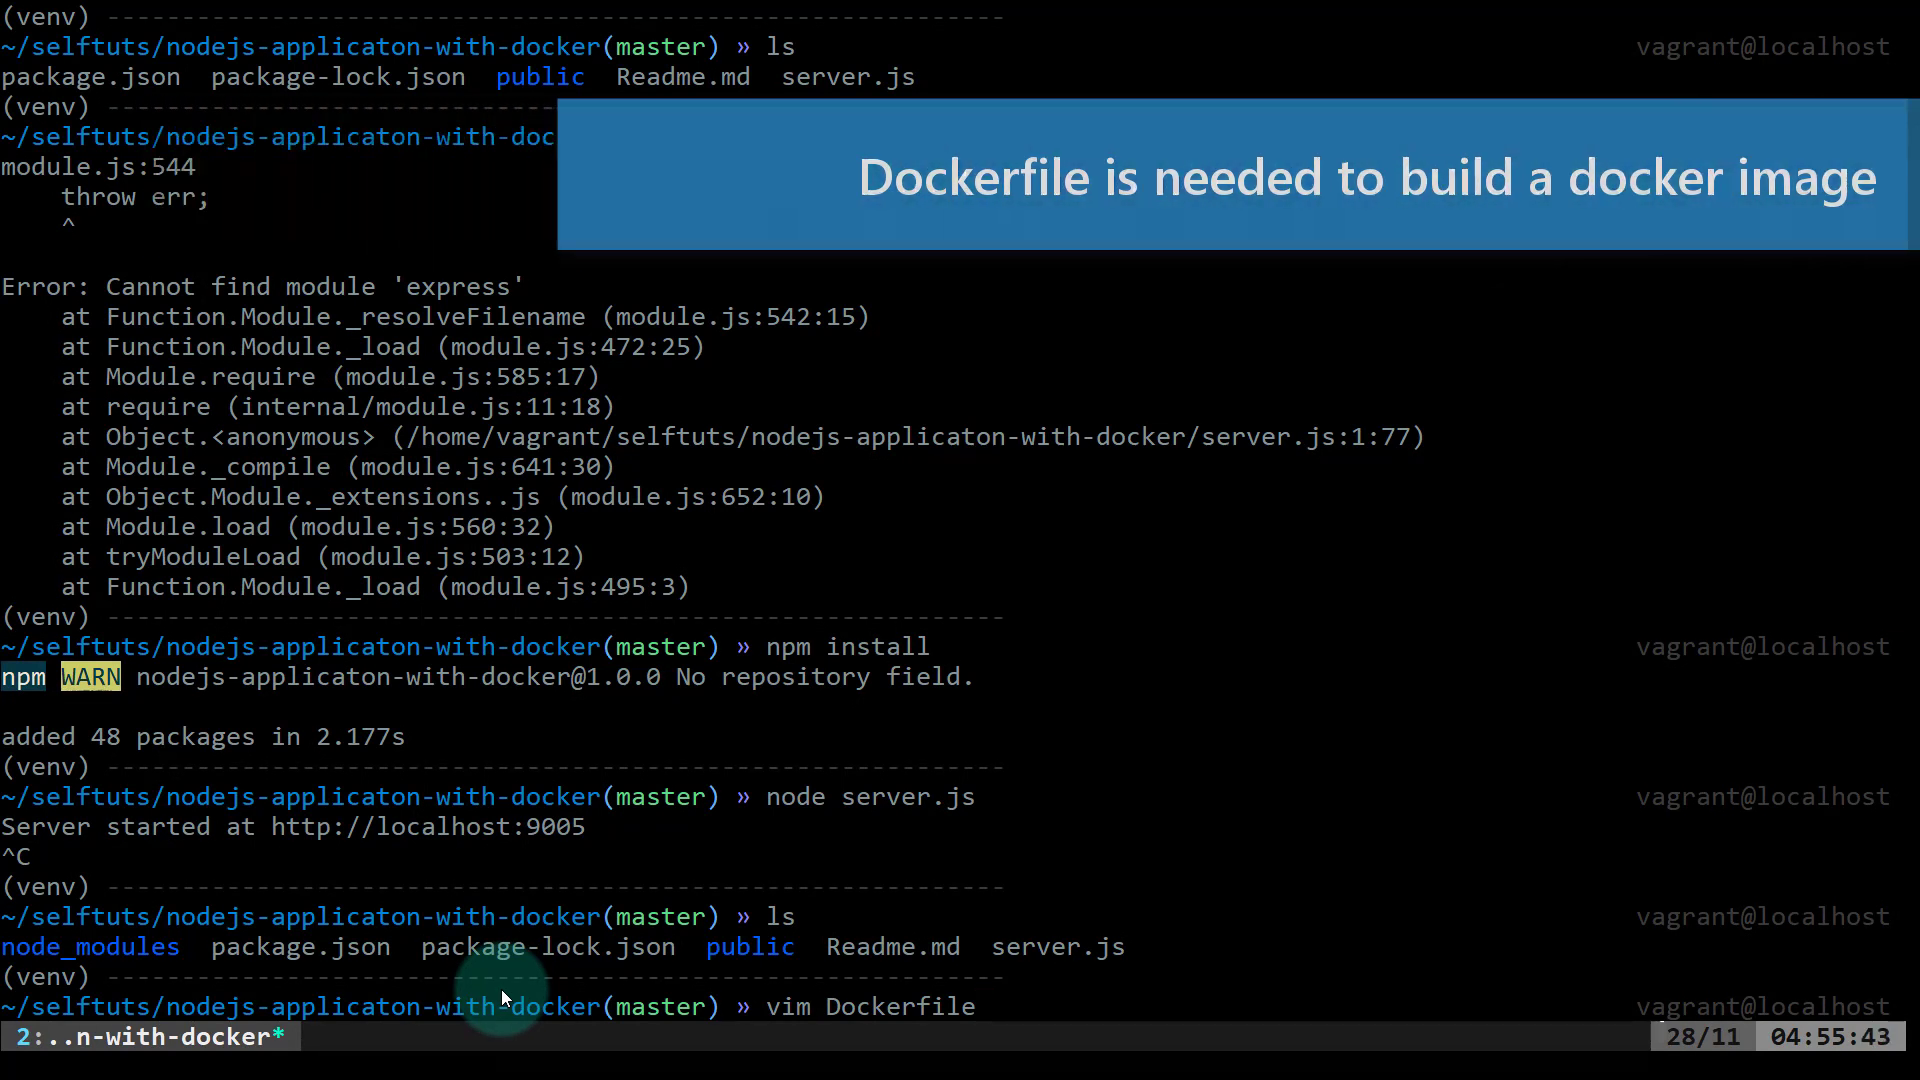 (venv) ------------------------------------------------------------
~/selftuts/nodejs-applicaton-with-docker(master) » ls vagrant@localhost
package.json package-lock.json public Readme.md server.js
(venv) ------------------------------
~/selftuts/nodejs-applicaton-with-doc
Dockerfile is needed to build a docker image
module.js:544
    throw err;
    ^
Error: Cannot find module 'express'
    at Function.Module._resolveFilename (module.js:542:15)
    at Function.Module._load (module.js:472:25)
    at Module.require (module.js:585:17)
    at require (internal/module.js:11:18)
    at Object.<anonymous> (/home/vagrant/selftuts/nodejs-applicaton-with-docker/server.js:1:77)
    at Module._compile (module.js:641:30)
    at Object.Module._extensions..js (module.js:652:10)
    at Module.load (module.js:560:32)
    at tryModuleLoad (module.js:503:12)
    at Function.Module._load (module.js:495:3)
(venv) ------------------------------------------------------------
~/selftuts/nodejs-applicaton-with-docker(master) » npm install vagrant@localhost
npm WARN nodejs-applicaton-with-docker@1.0.0 No repository field.
added 48 packages in 2.177s
(venv) ------------------------------------------------------------
~/selftuts/nodejs-applicaton-with-docker(master) » node server.js vagrant@localhost
Server started at http://localhost:9005
^C
(venv) ------------------------------------------------------------
~/selftuts/nodejs-applicaton-with-docker(master) » ls vagrant@localhost
node_modules package.json package-lock.json public Readme.md server.js
(venv) ------------------------------------------------------------
~/selftuts/nodejs-applicaton-with-docker(master) » vim Dockerfile vagrant@localhost
2:..n-with-docker* 28/11 04:55:43